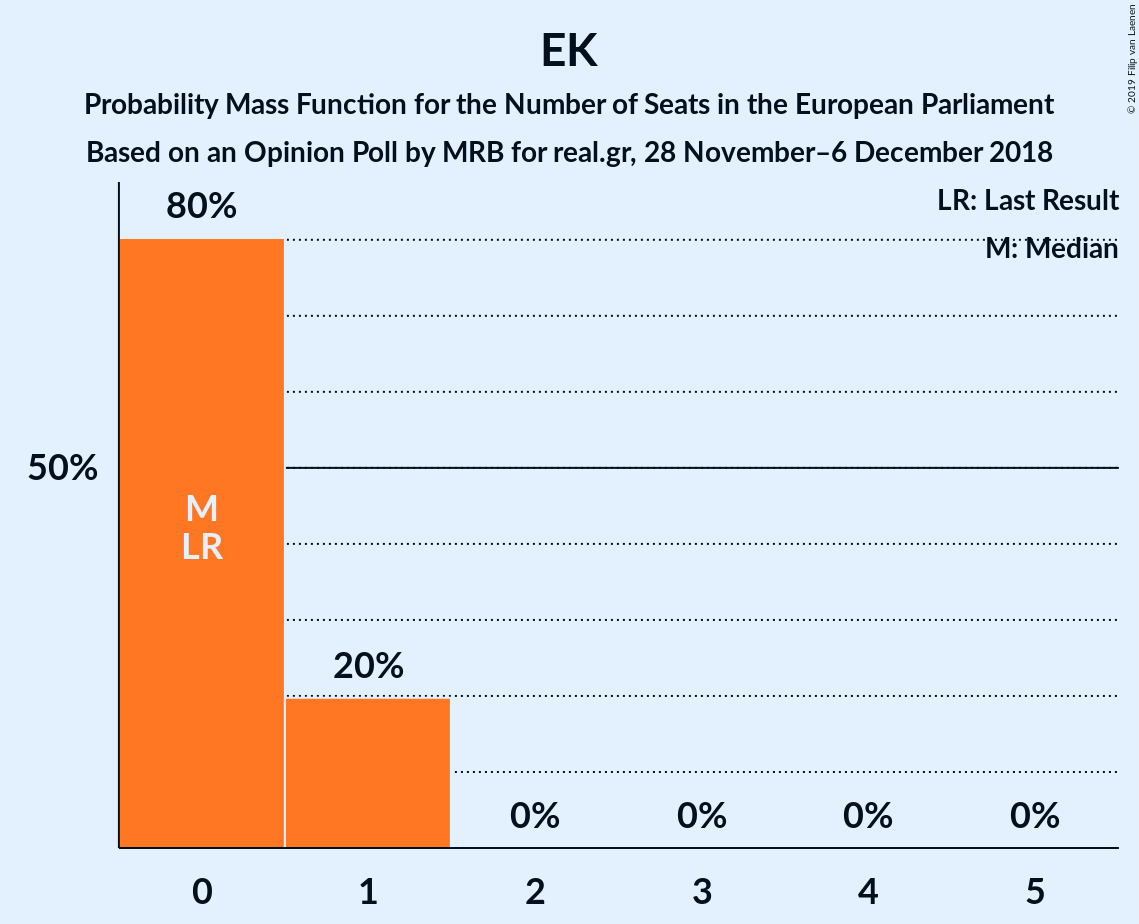 EK
Probability Mass Function for the Number of Seats in the European Parliament
Based on an Opinion Poll by MRB for real.gr, 28 November–6 December 2018
© 2019 Filip van Laenen
LR: Last Result
M: Median
80%
50%
M
LR
20%
0% 0% 0% 0%
0 1 2 3 4 5